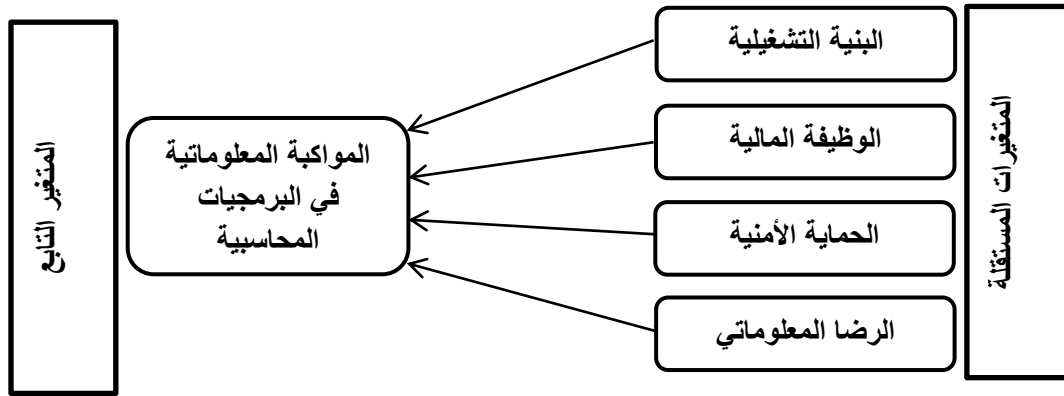 المتغيرات المستقلة
البنية التشغيلية
الوظيفة المالية
الحماية الأمنية
الرضا المعلوماتي
المواكبة المعلوماتية
في البرمجيات
المحاسبية
المتغير التابع